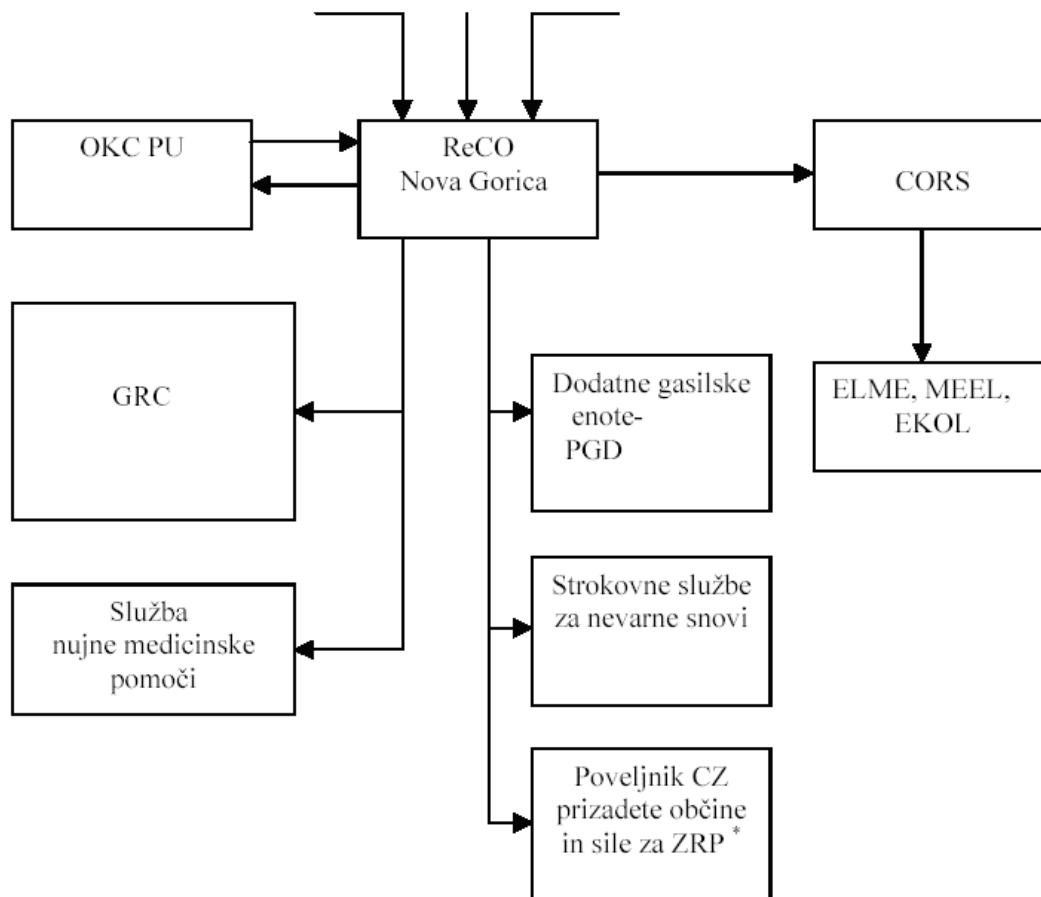 OKC PU
ReCO
Nova Gorica
CORS
GRC
Dodatne gasilske
enote-
PGD
ELME, MEEL,
EKOL
Služba
nujne medicinske
pomoči
Strokovne službe
za nevarne snovi
Poveljnik CZ
prizadete občine
in sile za ZRP *